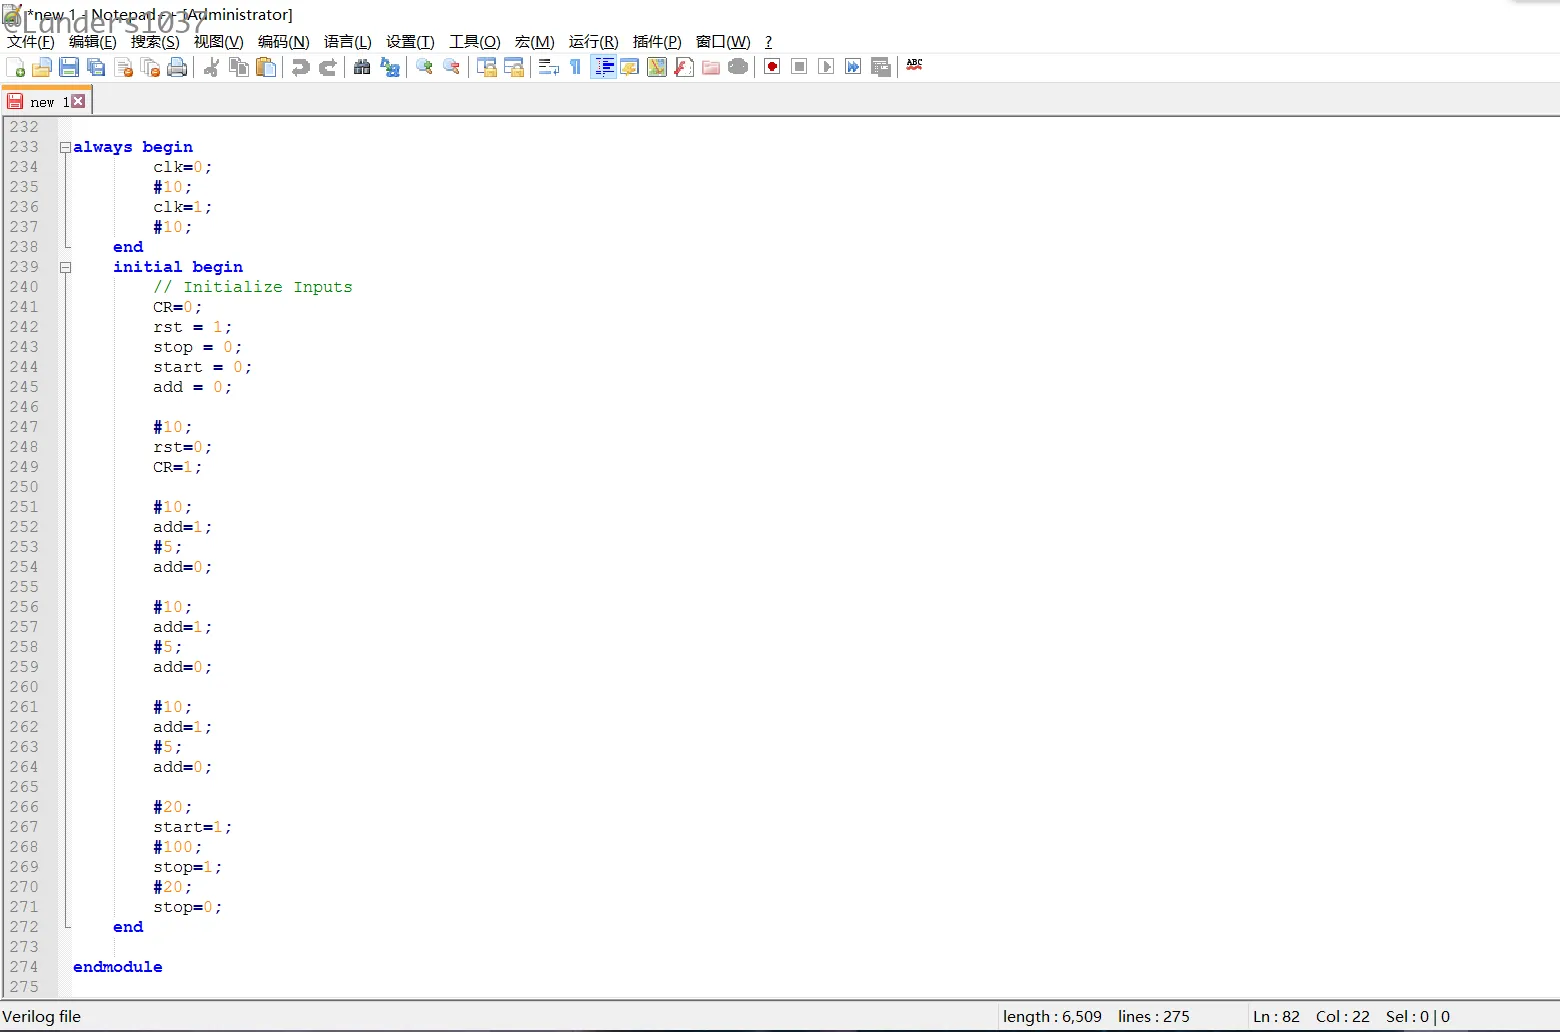 *new 1 - Notepad++ [Administrator]
@Landers1037
文件(F) 编辑(E) 搜索(S) 视图(V) 编码(N) 语言(L) 设置(T) 工具(O) 宏(M) 运行(R) 插件(P) 窗口(W) ?
ABC
new 1
232
233 always begin
234 clk=0;
235 #10;
236 clk=1;
237 #10;
238 end
239 initial begin
240 // Initialize Inputs
241 CR=0;
242 rst = 1;
243 stop = 0;
244 start = 0;
245 add = 0;
246
247 #10;
248 rst=0;
249 CR=1;
250
251 #10;
252 add=1;
253 #5;
254 add=0;
255
256 #10;
257 add=1;
258 #5;
259 add=0;
260
261 #10;
262 add=1;
263 #5;
264 add=0;
265
266 #20;
267 start=1;
268 #100;
269 stop=1;
270 #20;
271 stop=0;
272 end
273
274 endmodule
275
Verilog file length : 6,509 lines : 275 Ln : 82 Col : 22 Sel : 0 | 0